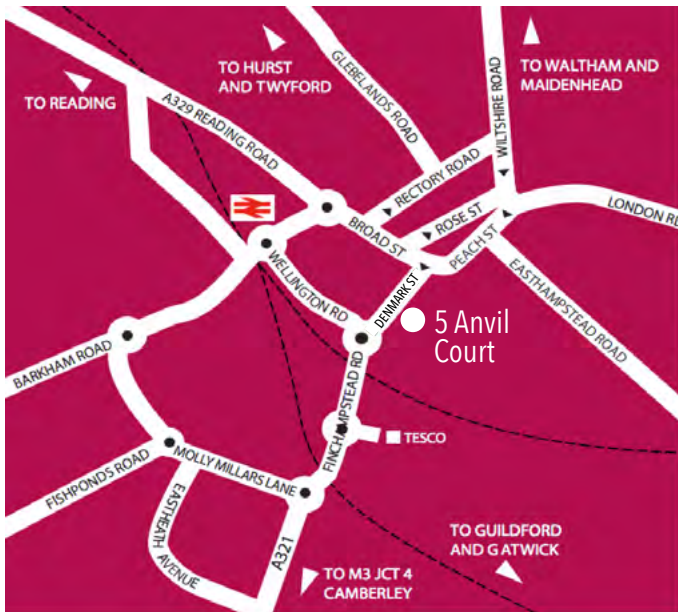 TO HURST
AND TWYFORD
GLEBELANDS ROAD
WILTSHIRE ROAD
TO WALTHAM AND
MAIDENHEAD
TO READING
A329 READING ROAD
RECTORY ROAD
ROSE ST
BROAD ST
PEACH ST
LONDON RD
EASTHAMPSTEAD ROAD
WELLINGTON RD
DENMARK ST
5 Anvil
Court
BARKHAM ROAD
FINCHAMPSTEAD RD
TESCO
FISHPONDS ROAD
MOLLY MILLARS LANE
EASTHEATH
AVENUE
A321
TO GUILDFORD
AND GATWICK
TO M3 JCT 4
CAMBERLEY